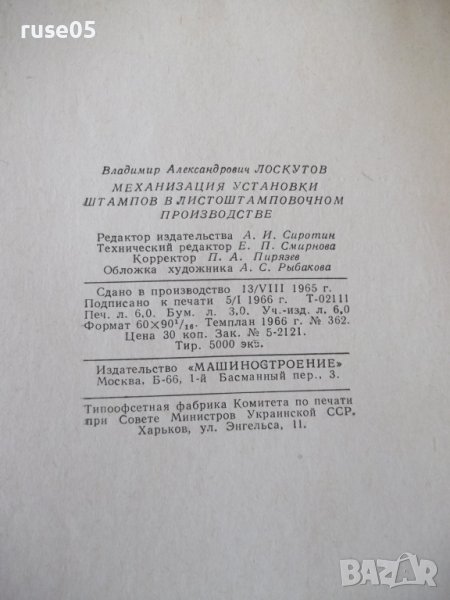 ruse05
Владимир Александрович ЛОСКУТОВ
МЕХАНИЗАЦИЯ УСТАНОВКИ
ШТАМПОВ В ЛИСТОШТАМПОВОЧНОМ
ПРОИЗВОДСТВЕ
Редактор издательства А. И. Сиротин
Технический редактор Е. П. Смирнова
Корректор П. А. Пирязев
Обложка художника А. С. Рыбакова
Сдано в производство 13/VIII 1965 г.
Подписано к печати 5/I 1966 г. Т-02111
Печ. л. 6,0. Бум. л. 3,0. Уч.-изд. л. 6,0
Формат 60×90¹/₁₆. Темплан 1966 г. № 362.
Цена 30 коп. Зак. № 5-2121.
Тир. 5000 экз.
Издательство «МАШИНОСТРОЕНИЕ»
Москва, Б-66, 1-й Басманный пер., 3.
Типоофсетная фабрика Комитета по печати
при Совете Министров Украинской ССР.
Харьков, ул. Энгельса, 11.
BAZAR